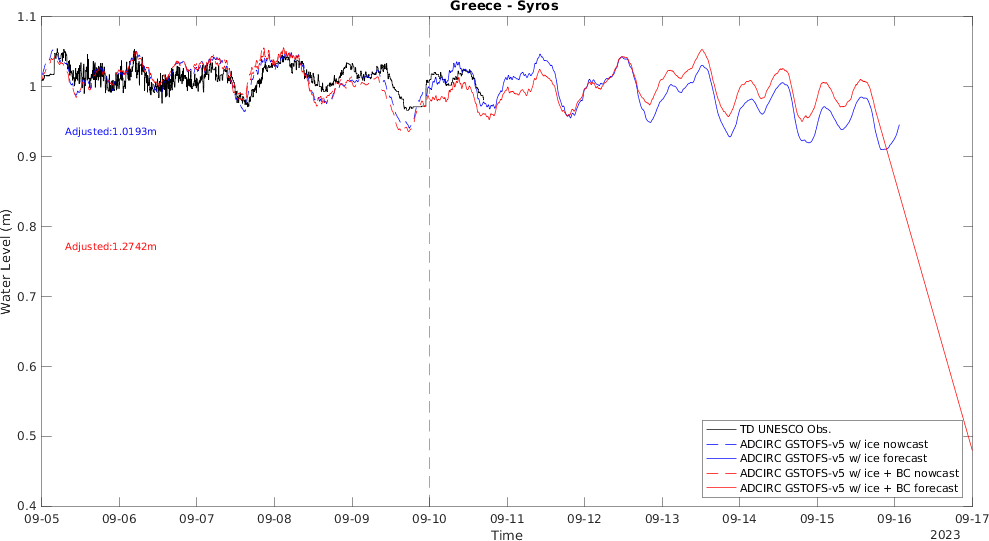 Greece - Syros
1.1
1
0.9
0.8
0.7
0.6
0.5
0.4
Water Level (m)
Adjusted:1.0193m
Adjusted:1.2742m
TD UNESCO Obs.
ADCIRC GSTOFS-v5 w/ ice nowcast
ADCIRC GSTOFS-v5 w/ ice forecast
ADCIRC GSTOFS-v5 w/ ice + BC nowcast
ADCIRC GSTOFS-v5 w/ ice + BC forecast
09-05 09-06 09-07 09-08 09-09 09-10 09-11 09-12 09-13 09-14 09-15 09-16 09-17
Time
2023